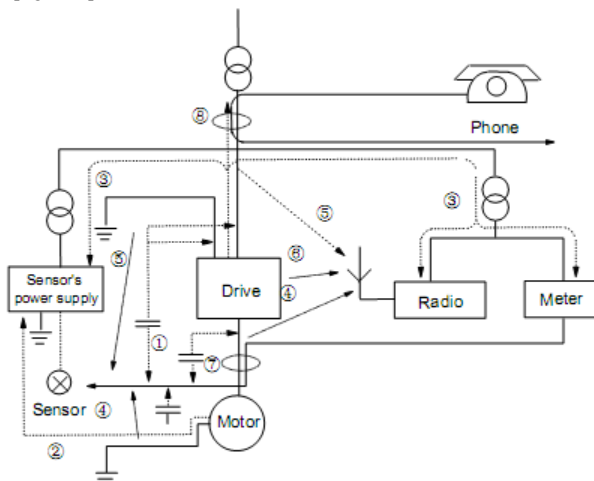 ⑧
Phone
③
⑤
③
⑤
⑥
Sensor's
power supply
Drive
④
Radio
Meter
①
⑦
Sensor
④
Motor
②